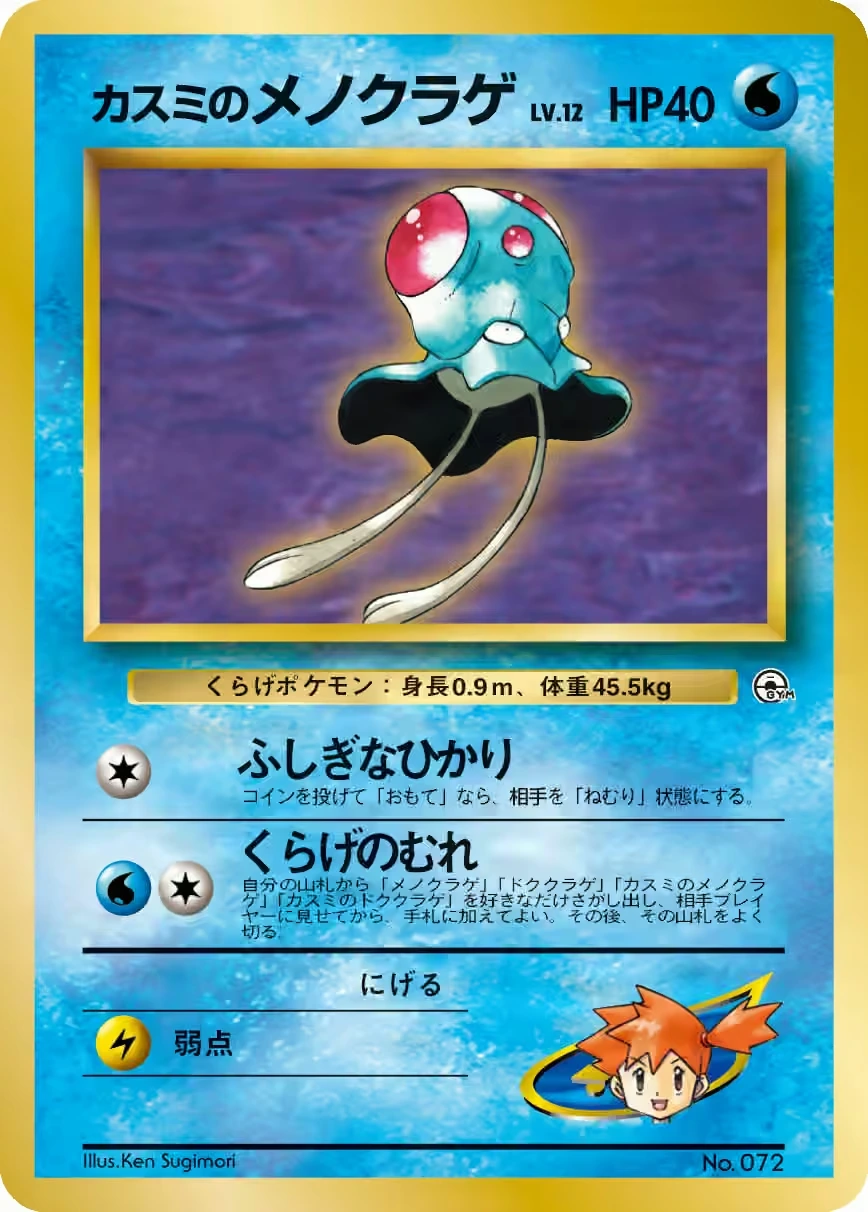 カスミのメノクラゲ LV.12 HP40
くらげポケモン：身長0.9m、体重45.5kg
GYM
ふしぎなひかり
コインを投げて「おもて」なら、相手を「ねむり」状態にする。
くらげのむれ
自分の山札から「メノクラゲ」「ドククラゲ」「カスミのメノクラ
ゲ」「カスミのドククラゲ」を好きなだけさがし出し、相手プレイ
ヤーに見せてから、手札に加えてよい。その後、その山札をよく
切る。
にげる
弱点
Illus.Ken Sugimori
No. 072